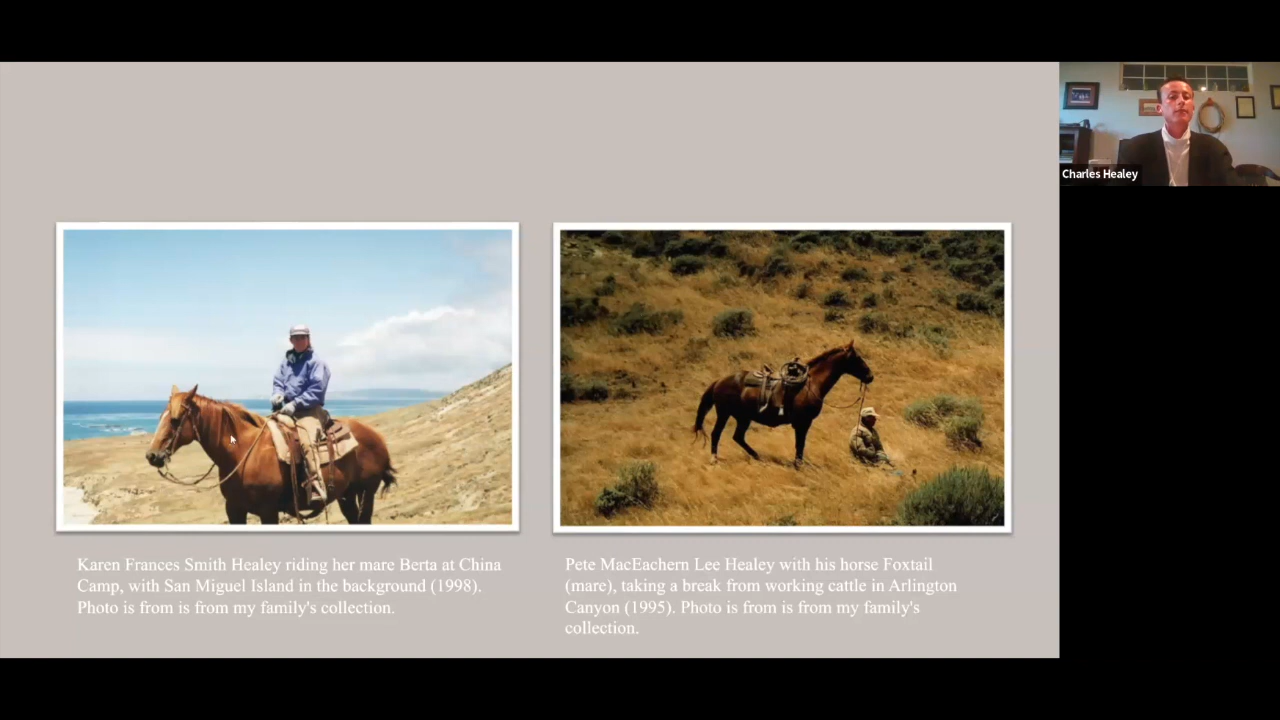 Charles Healey
Karen Frances Smith Healey riding her mare Berta at China
Camp, with San Miguel Island in the background (1998).
Photo is from is from my family's collection.
Pete MacEachern Lee Healey with his horse Foxtail
(mare), taking a break from working cattle in Arlington
Canyon (1995). Photo is from is from my family's
collection.